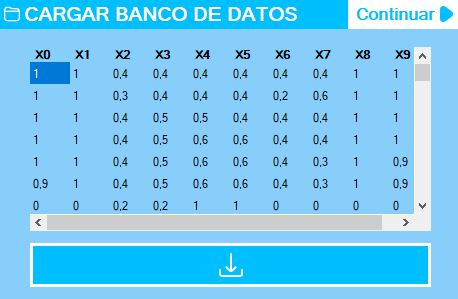 CARGAR BANCO DE DATOS Continuar
X0 X1 X2 X3 X4 X5 X6 X7 X8 X9
1 1 0,4 0,4 0,4 0,4 0,4 0,4 1 1
1 1 0,3 0,4 0,4 0,4 0,2 0,6 1 1
1 1 0,4 0,5 0,5 0,4 0,4 0,4 1 1
1 1 0,4 0,5 0,6 0,6 0,4 0,4 1 1
1 1 0,4 0,5 0,6 0,6 0,4 0,3 1 0,9
0,9 1 0,4 0,5 0,6 0,6 0,4 0,3 1 0,9
0 0 0,2 0,2 1 1 0 0 0 0